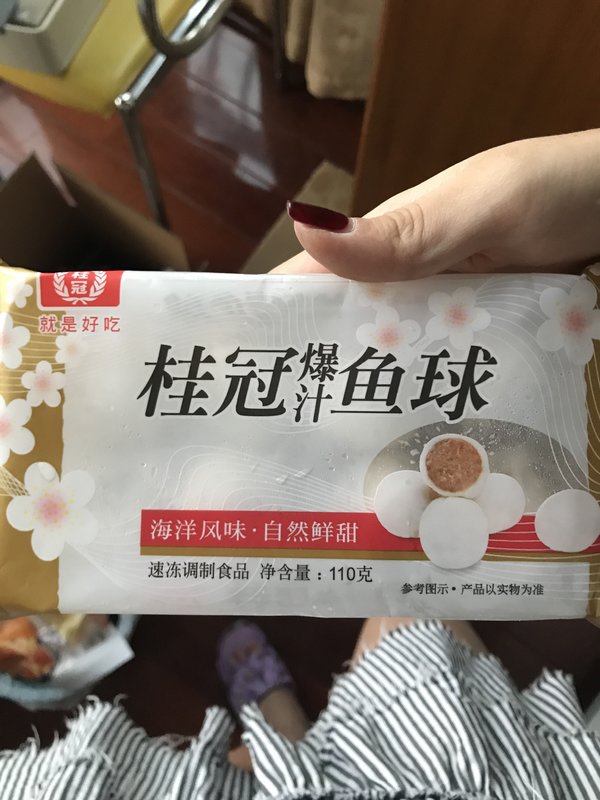 桂冠
就是好吃
桂冠爆汁鱼球
海洋风味·自然鲜甜
速冻调制食品 净含量：110克
参考图示·产品以实物为准